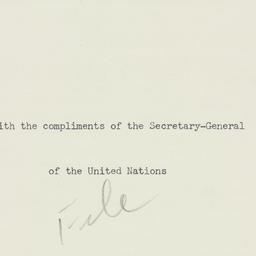 ith the compliments of the Secretary-General
of the United Nations
File